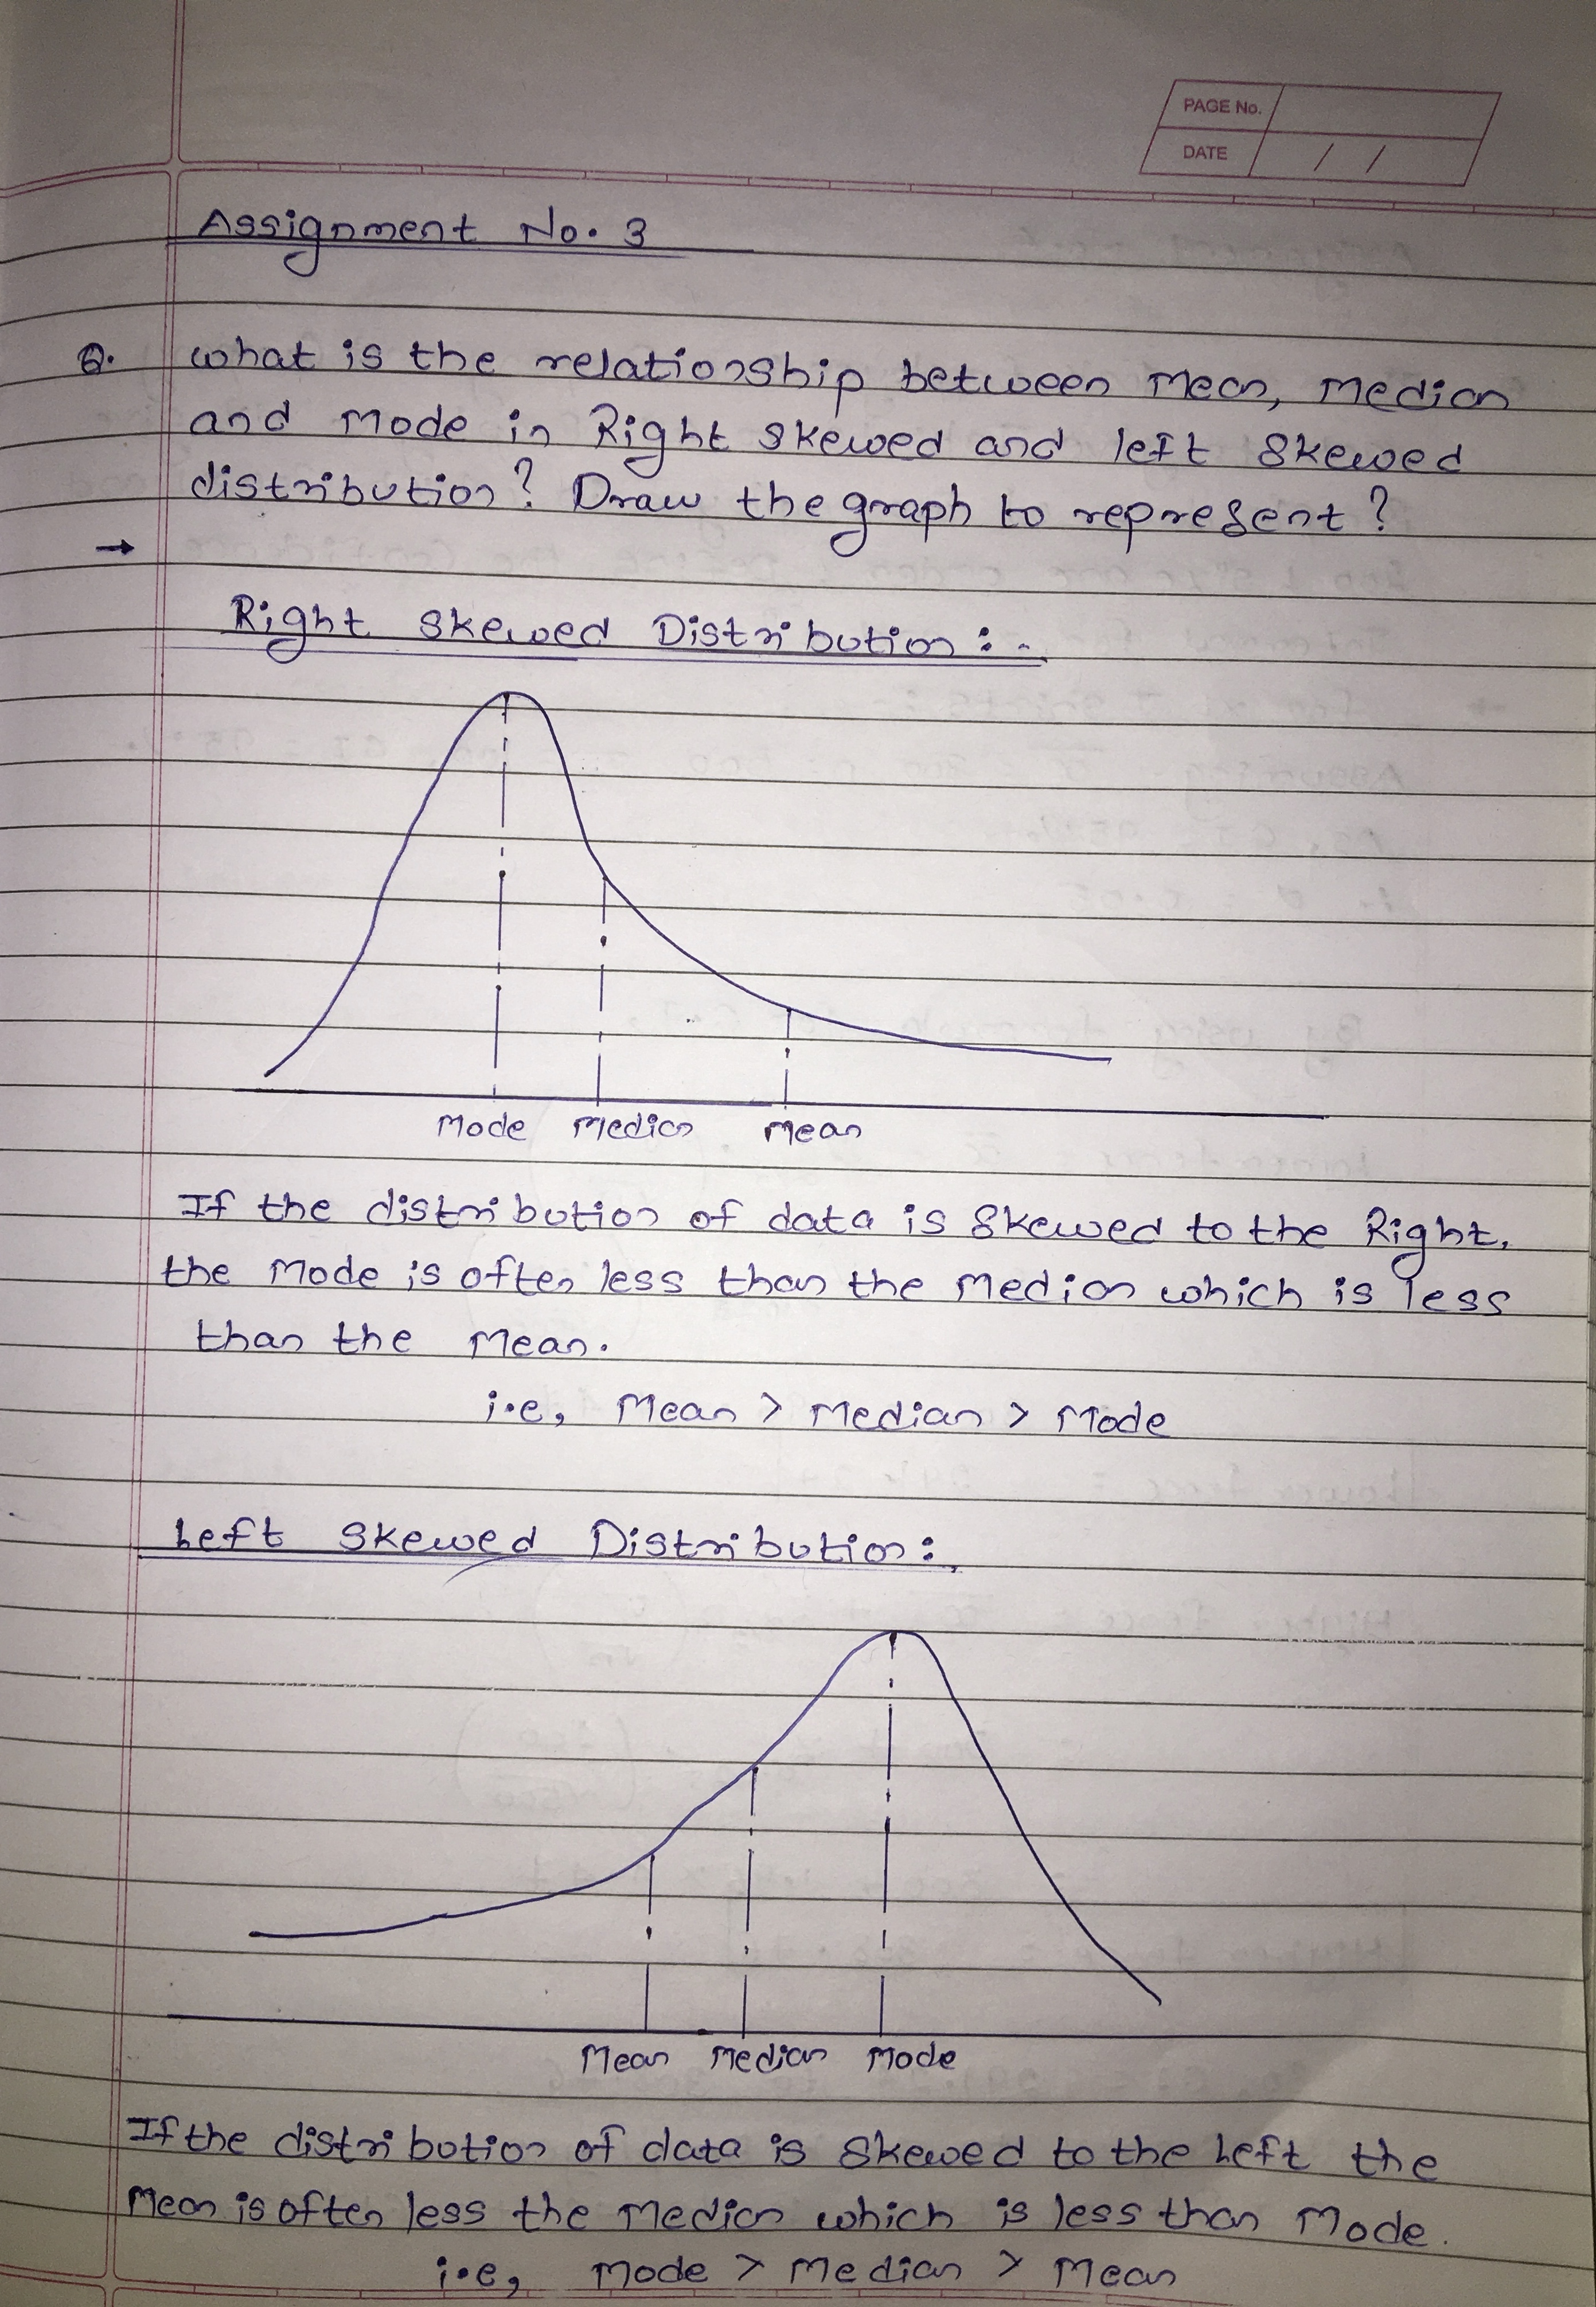 PAGE No.
DATE / /
Assignment No. 3
Q. what is the relationship between Mean, Median
and Mode in Right skewed and left skewed
distribution? Draw the graph to represent?
→
Right skewed Distribution :-
Mode Median Mean
If the distribution of data is skewed to the Right,
the Mode is often less than the Median which is less
than the Mean.
i.e, Mean > Median > Mode
Left skewed Distribution :
Mean Median Mode
If the distribution of data is skewed to the Left the
Mean is often less the Median which is less than Mode.
i.e, Mode > Median > Mean